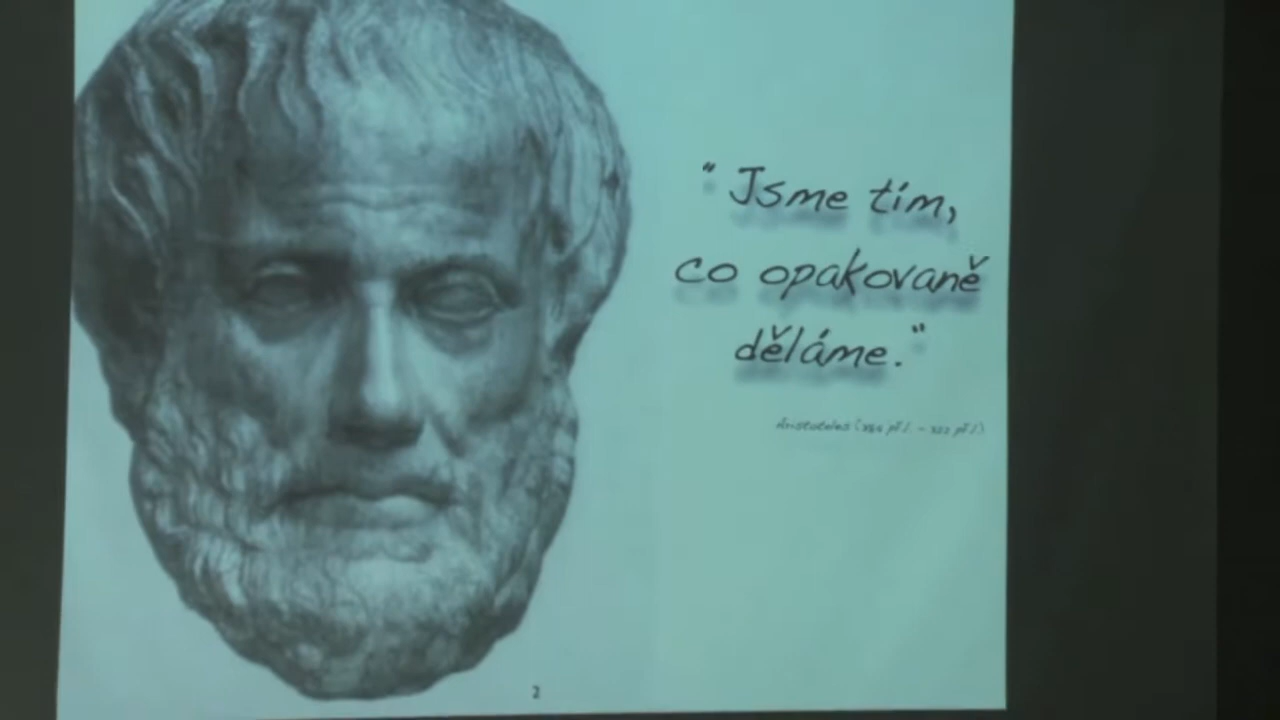 " Jsme tím,
co opakovaně
děláme."
Aristoteles (384 př.l. - 322 př.l.)
2